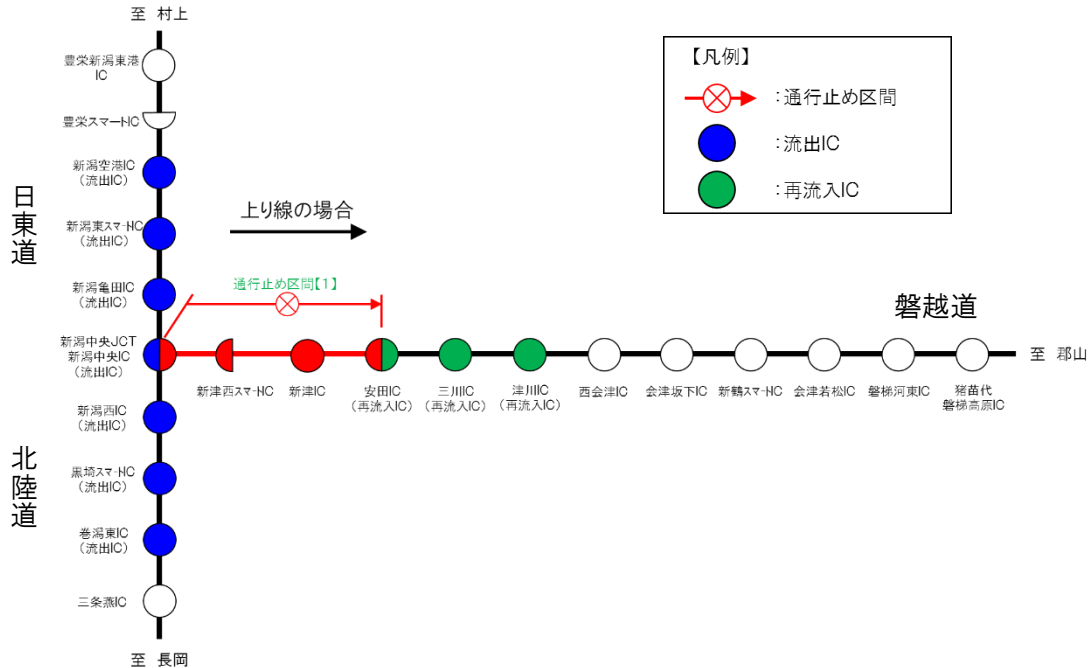 至 村上
豊栄新潟東港
IC
豊栄スマートIC
新潟空港IC
(流出IC)
新潟東スマートIC
(流出IC)
新潟亀田IC
(流出IC)
新潟中央JCT
新潟中央IC
(流出IC)
新潟西IC
(流出IC)
黒埼スマートIC
(流出IC)
巻潟東IC
(流出IC)
三条燕IC
至 長岡
日東道
北陸道
上り線の場合
通行止め区間【1】
【凡例】
:通行止め区間
:流出IC
:再流入IC
磐越道
至 郡山
新津西スマートIC
新津IC
安田IC
(再流入IC)
三川IC
(再流入IC)
津川IC
(再流入IC)
西会津IC
会津坂下IC
新鶴スマートIC
会津若松IC
磐梯河東IC
猪苗代
磐梯高原IC